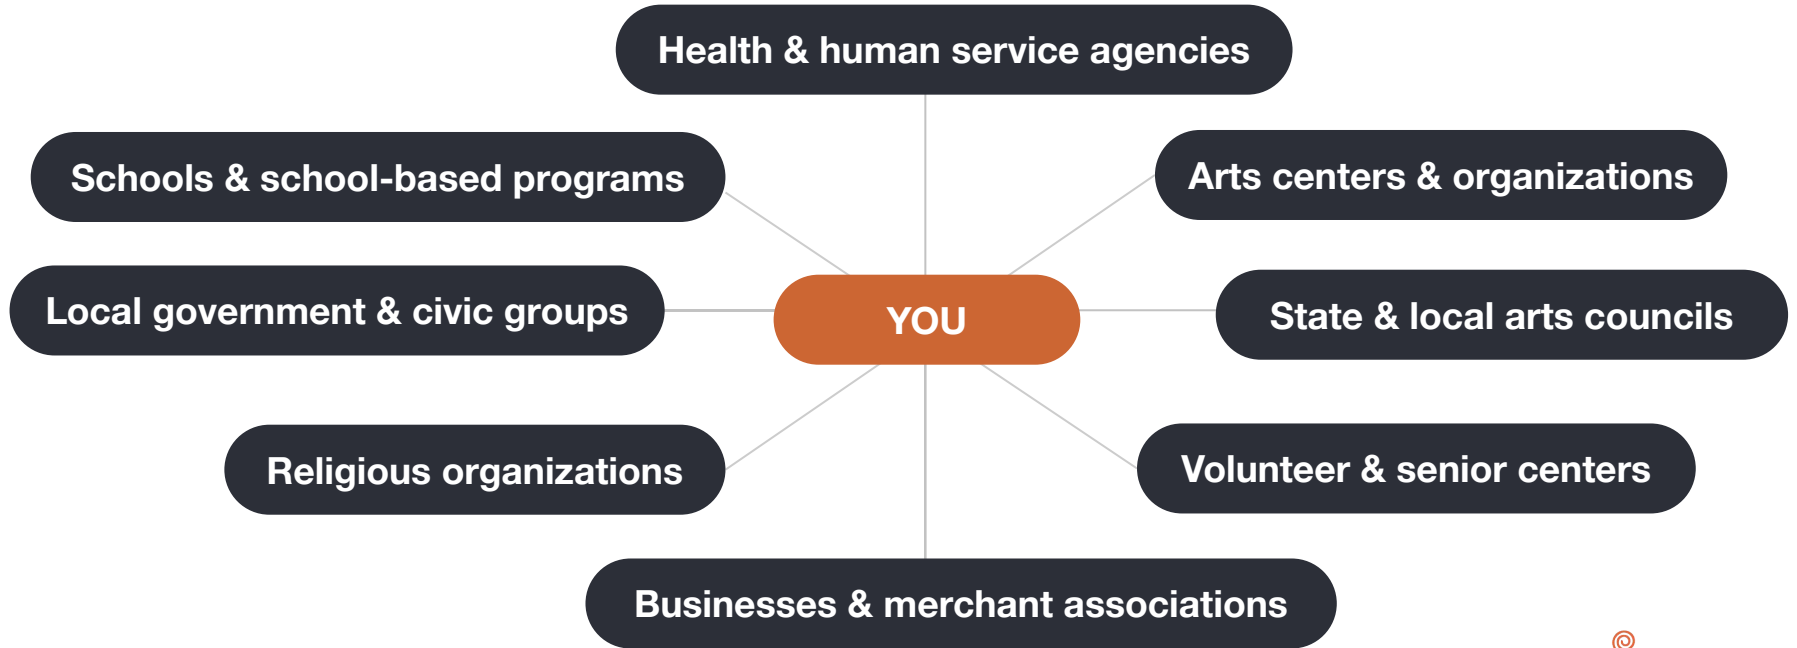 Health & human service agencies
Schools & school-based programs
Arts centers & organizations
Local government & civic groups
YOU
State & local arts councils
Religious organizations
Volunteer & senior centers
Businesses & merchant associations